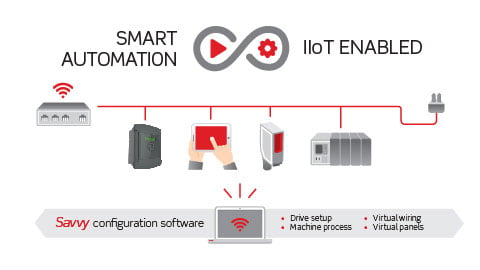 SMART
AUTOMATION
IIoT ENABLED
Savvy configuration software
• Drive setup
• Machine process
• Virtual wiring
• Virtual panels